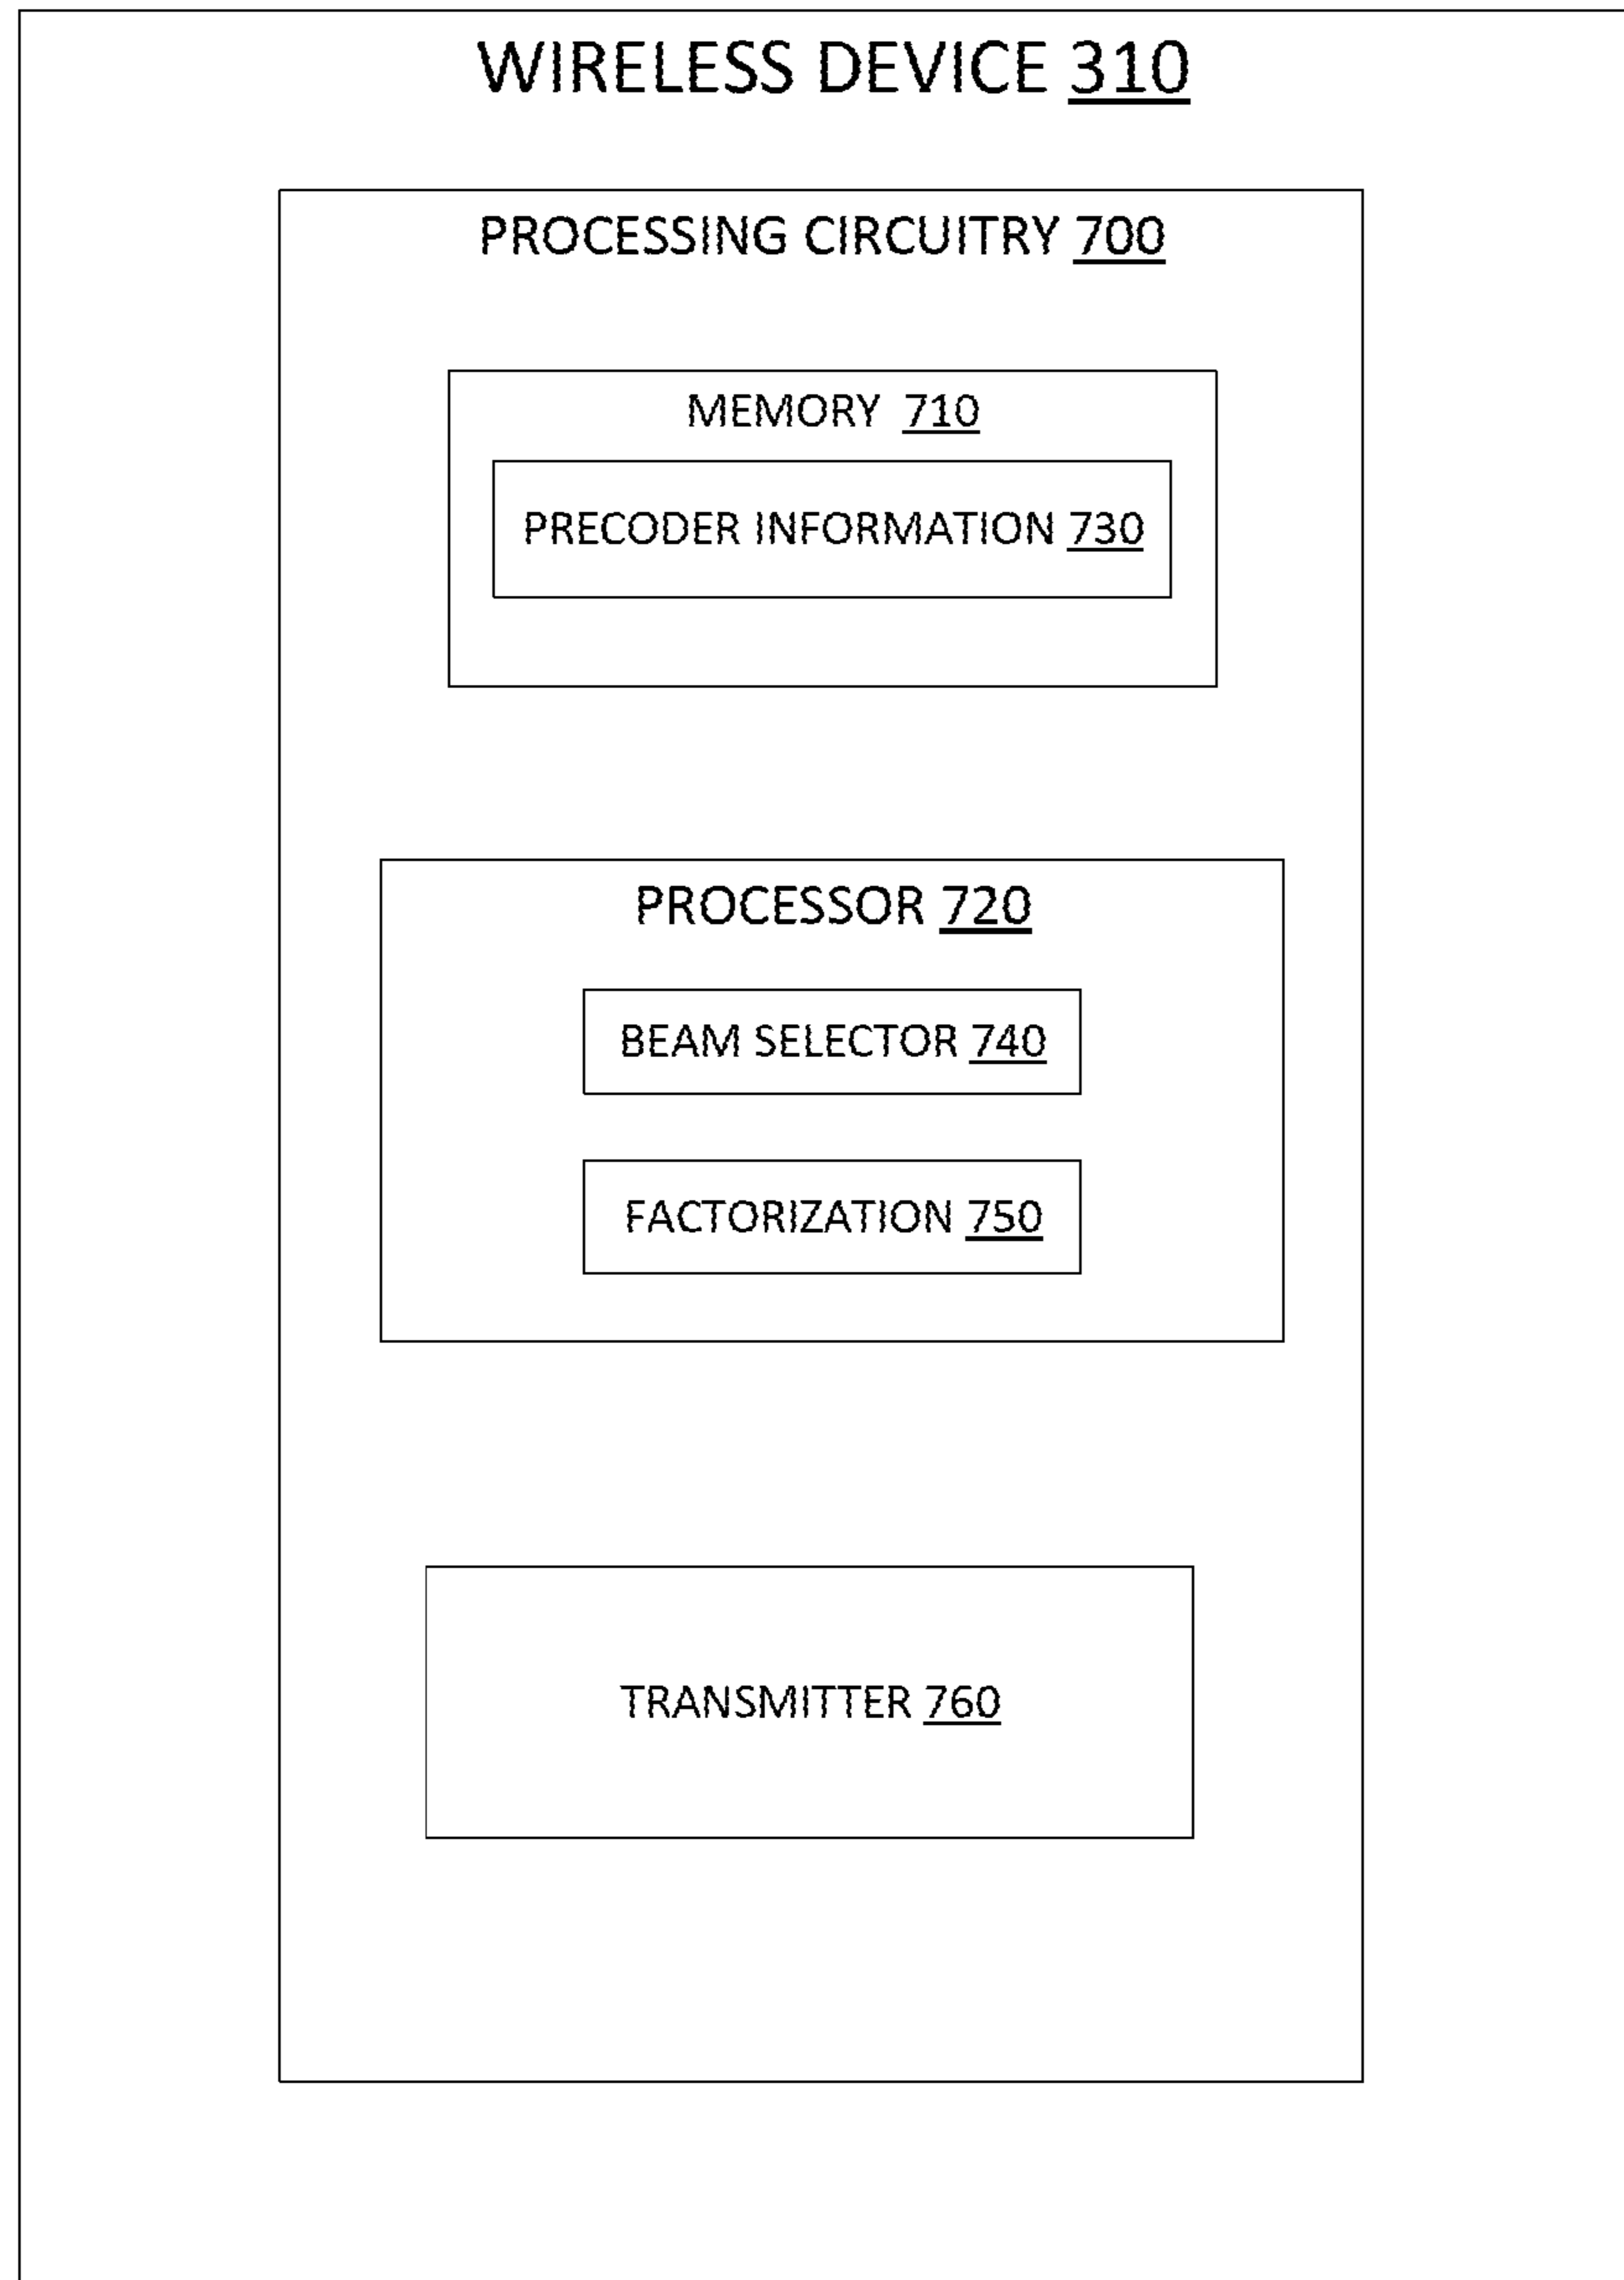 WIRELESS DEVICE 310
PROCESSING CIRCUITRY 700
MEMORY 710
PRECODER INFORMATION 730
PROCESSOR 720
BEAM SELECTOR 740
FACTORIZATION 750
TRANSMITTER 760